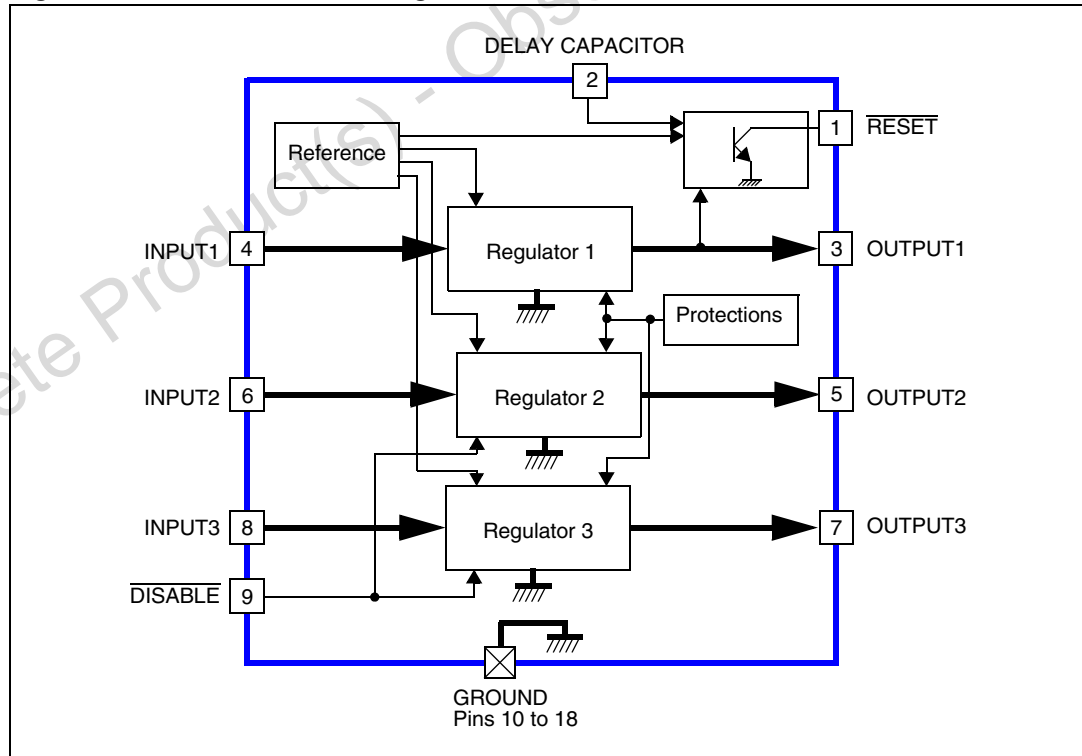 DELAY CAPACITOR
2
1 RESET
Reference
INPUT1 4 Regulator 1 3 OUTPUT1
Protections
INPUT2 6 Regulator 2 5 OUTPUT2
INPUT3 8 Regulator 3 7 OUTPUT3
DISABLE 9
GROUND
Pins 10 to 18
ete Product(s) - Obs